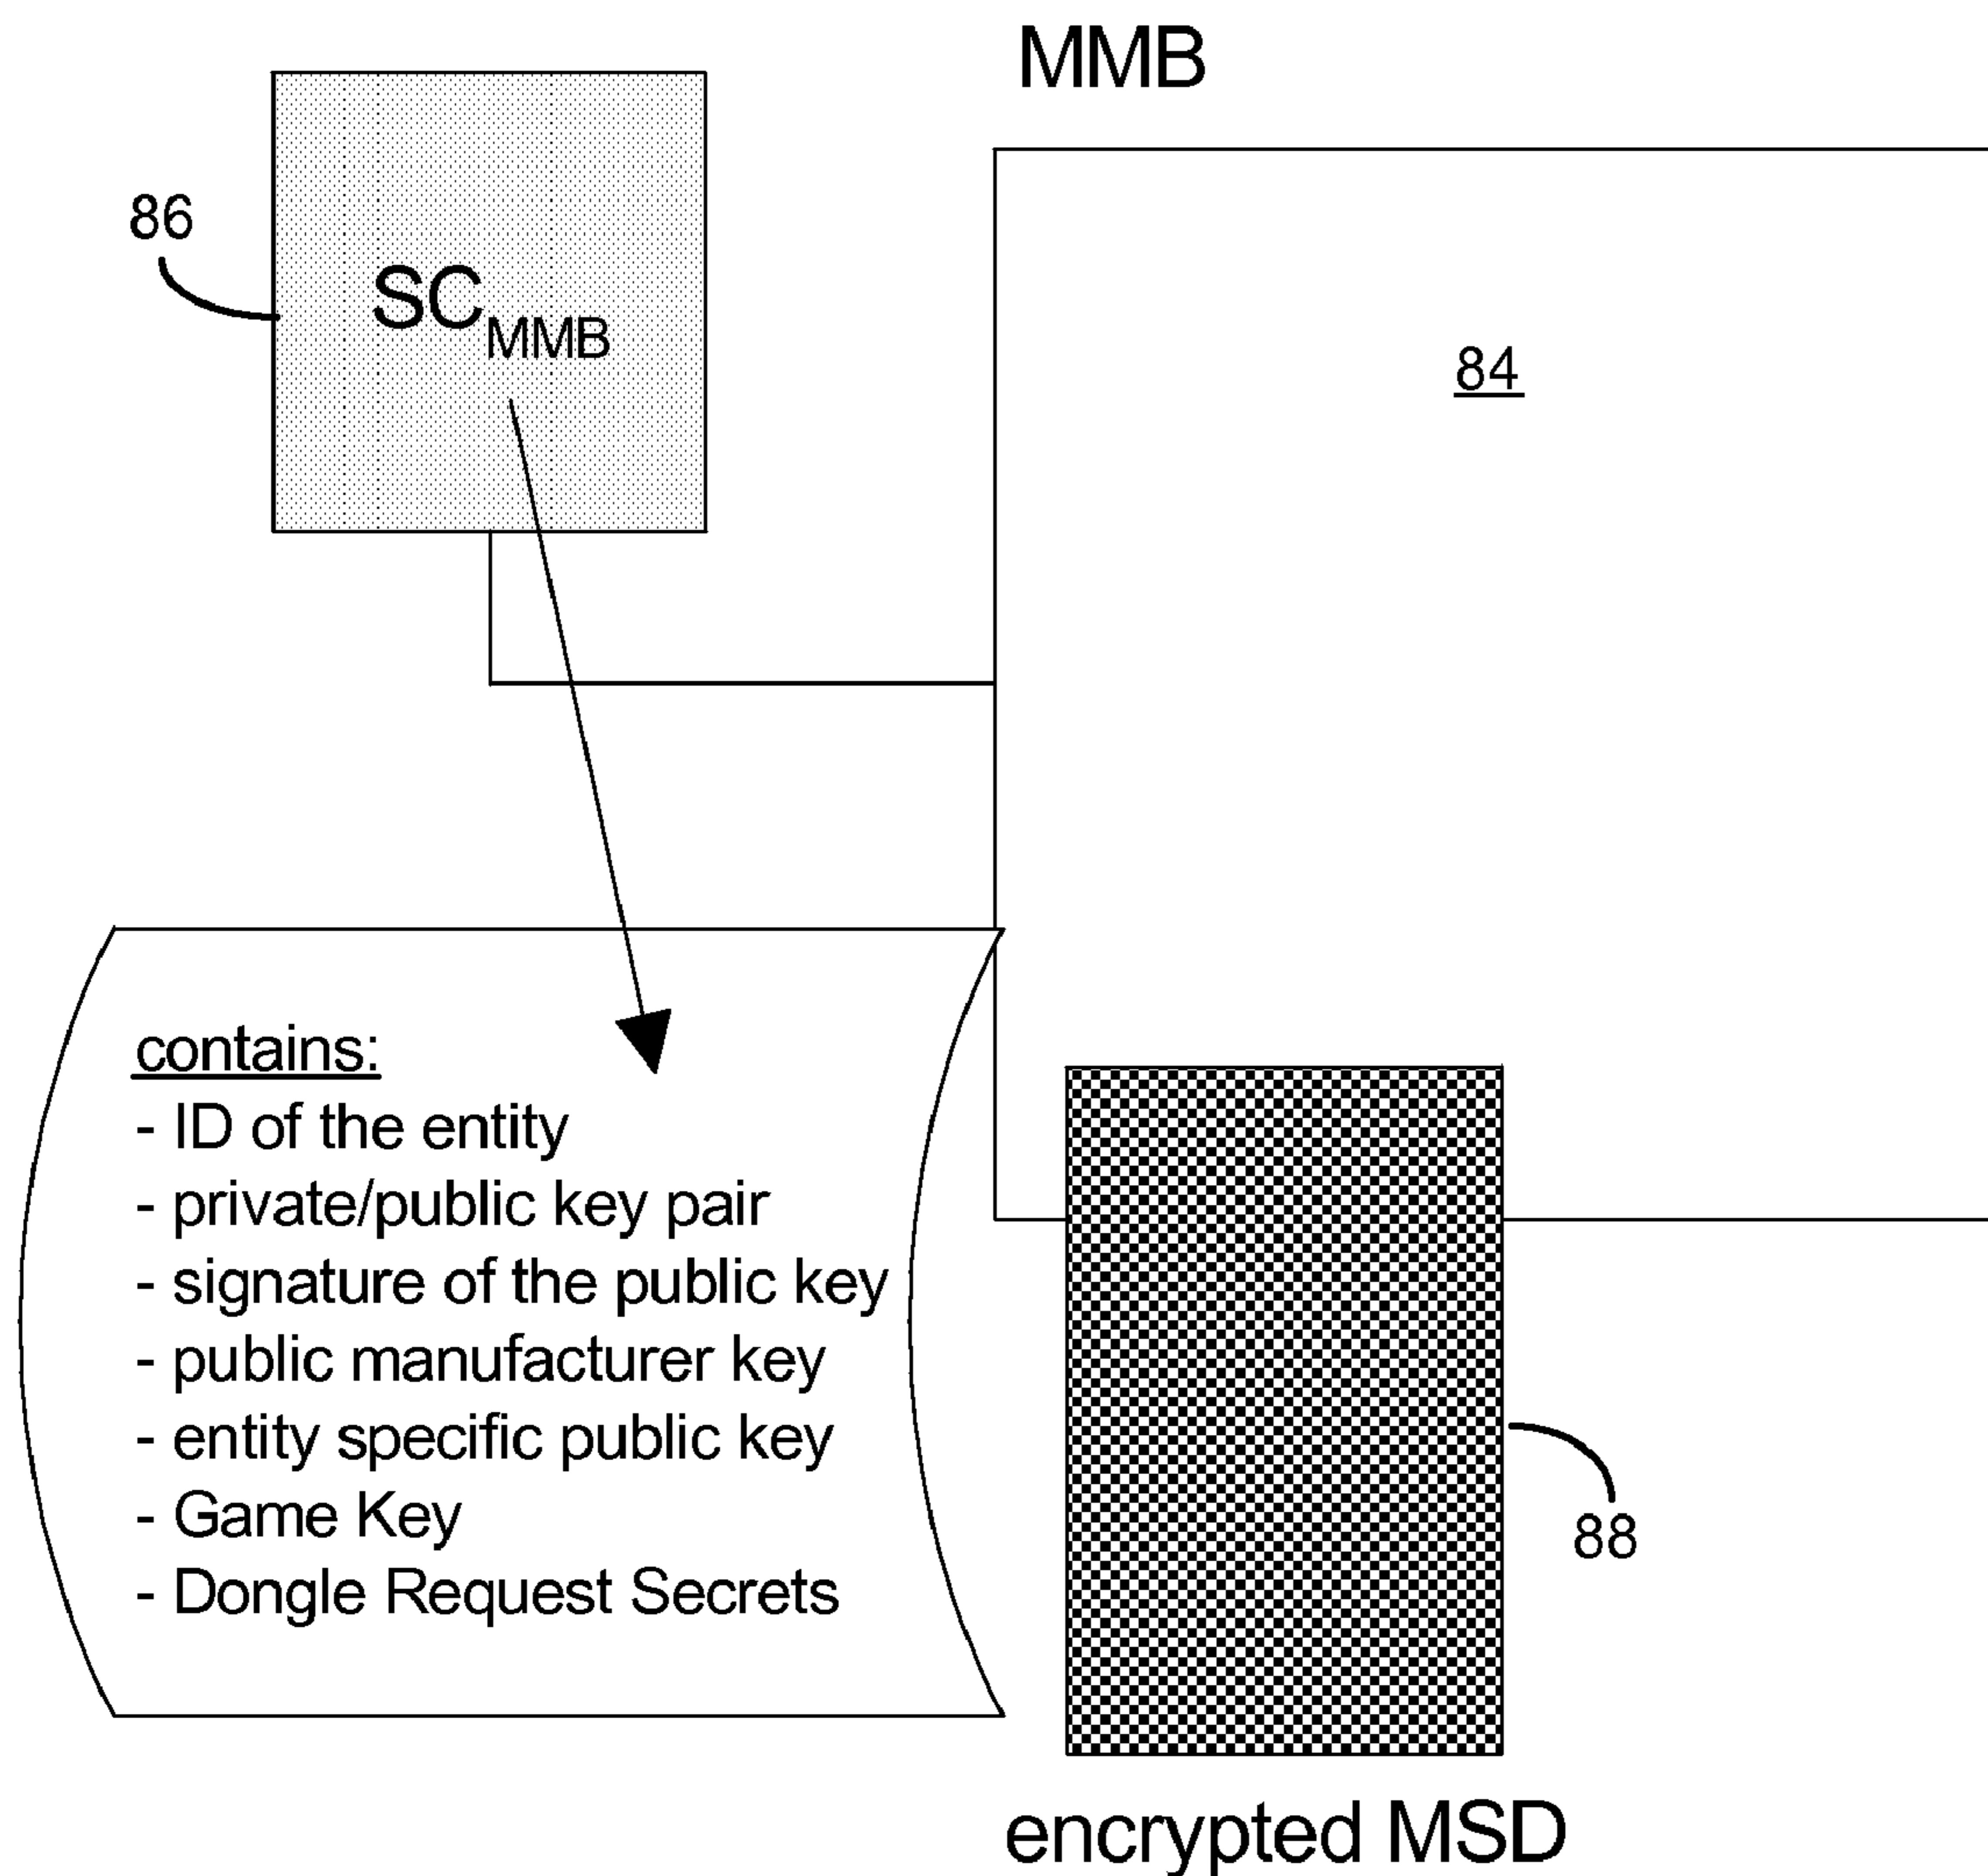 MMB
86
SCMMB
84
contains:
- ID of the entity
- private/public key pair
- signature of the public key
- public manufacturer key
- entity specific public key
- Game Key
- Dongle Request Secrets
88
encrypted MSD